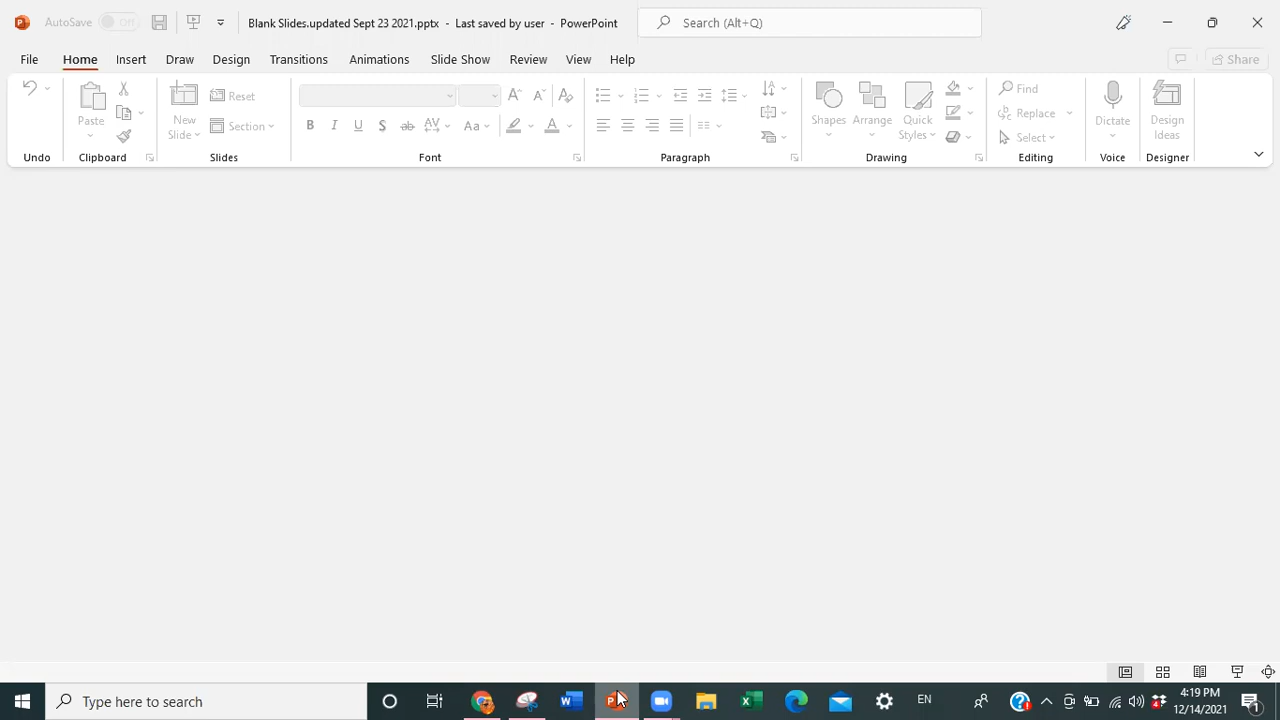 AutoSave Off Blank Slides.updated Sept 23 2021.pptx - Last saved by user - PowerPoint Search (Alt+Q)
File Home Insert Draw Design Transitions Animations Slide Show Review View Help Share
Paste New Slide Reset Section Shapes Arrange Quick Styles Find Replace Select Dictate Design Ideas
Undo Clipboard Slides Font Paragraph Drawing Editing Voice Designer
Type here to search EN 4:19 PM
12/14/2021